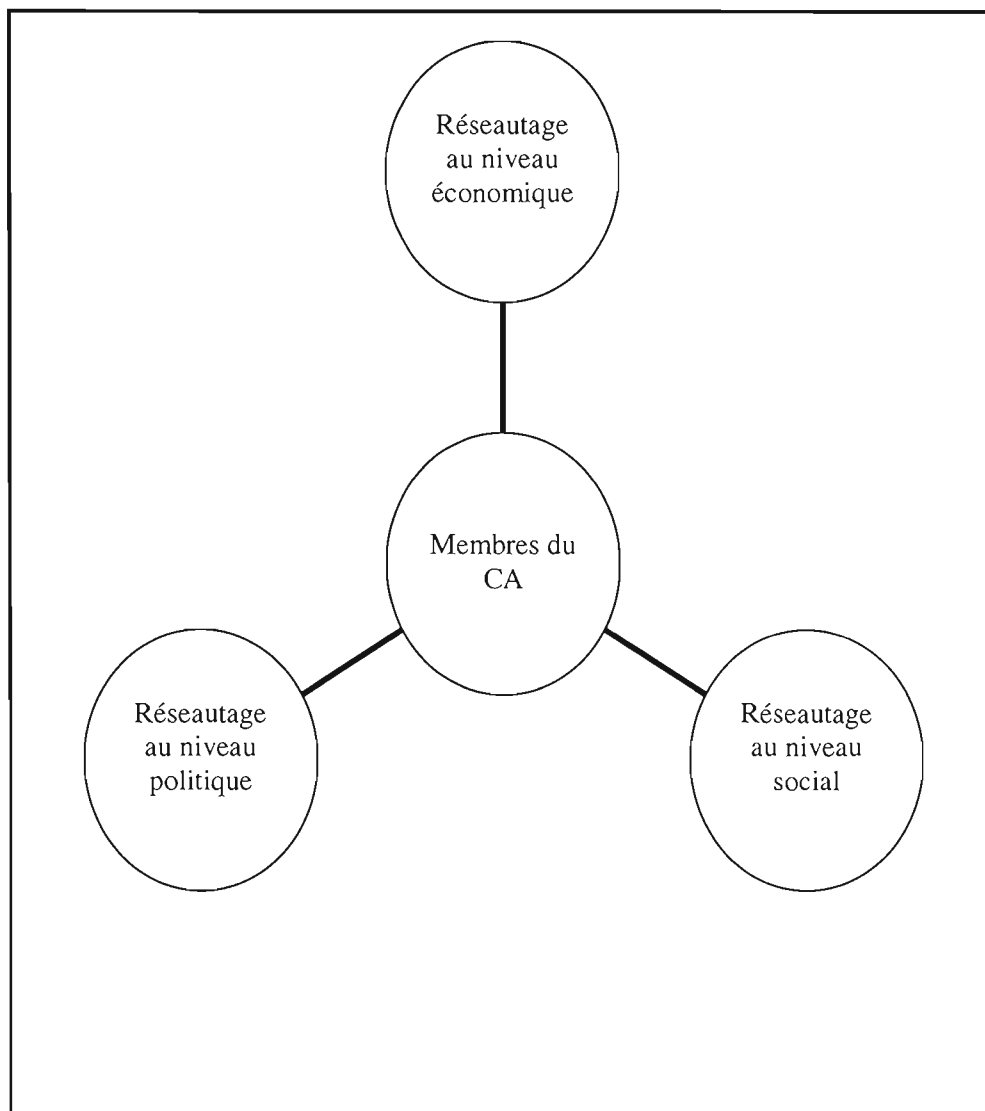 Réseautage
au niveau
économique
Membres du
CA
Réseautage
au niveau
politique
Réseautage
au niveau
social